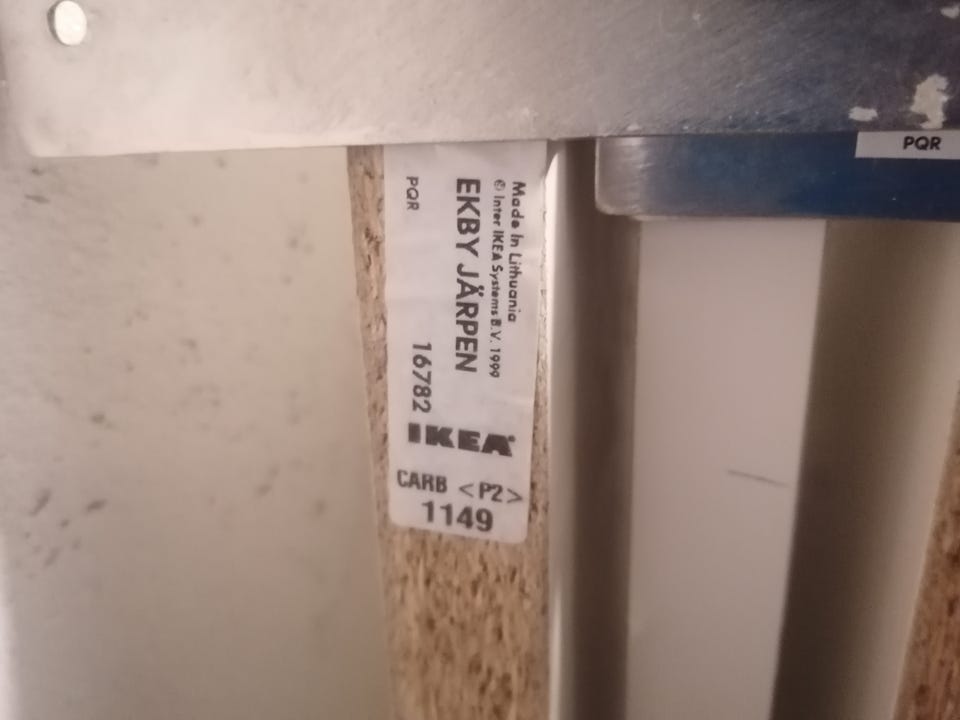 Made in Lithuania
© Inter IKEA Systems B.V. 1999
EKBY JÄRPEN
PQR
16782
IKEA®
CARB <P2>
1149
PQR